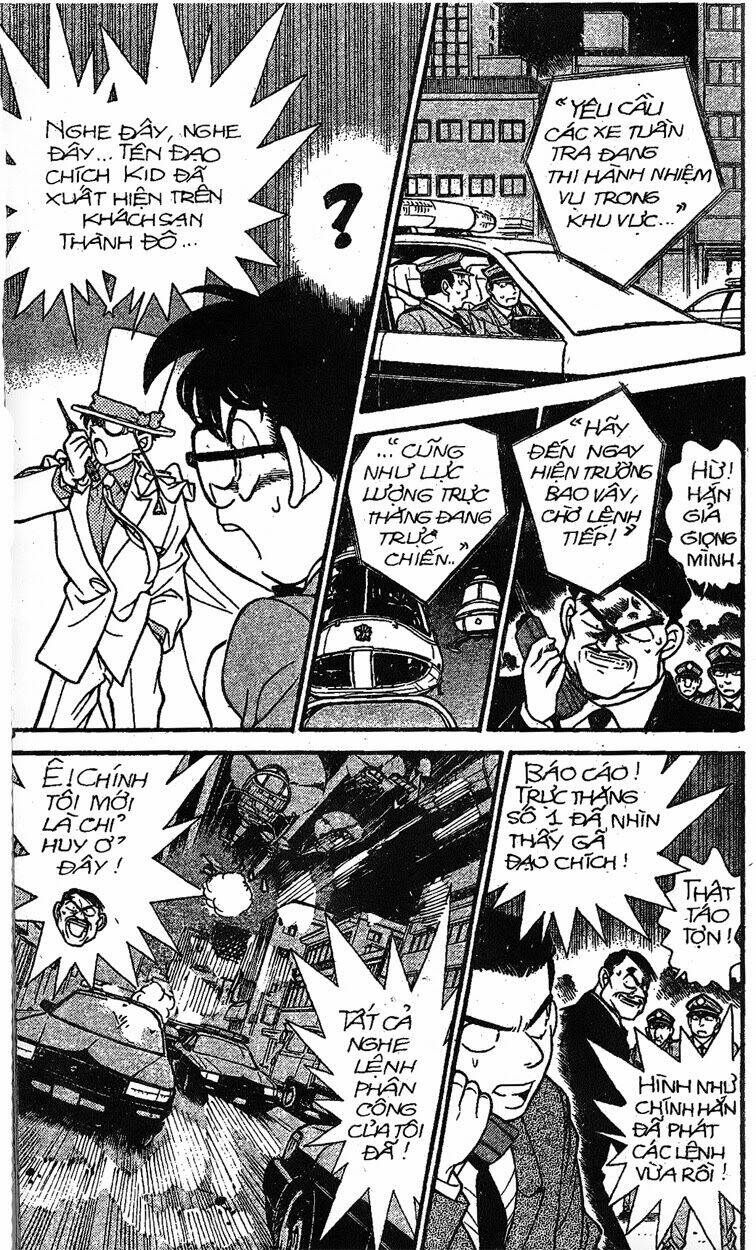 NGHE ĐÂY, NGHE
ĐÂY... TÊN ĐẠO
CHÍCH KID ĐÃ
XUẤT HIỆN TRÊN
KHÁCH SẠN
THÀNH ĐÔ...
?
"YÊU CẦU
CÁC XE TUẦN
TRA ĐANG
THI HÀNH NHIỆM
VỤ TRONG
KHU VỰC..."
..."CŨNG
NHƯ LỰC
LƯỢNG TRỰC
THĂNG ĐANG
TRỰC
CHIẾN.."
"HÃY
ĐẾN NGAY
HIỆN TRƯỜNG
BAO VÂY,
CHỜ LỆNH
TIẾP!"
HỪ!
HẮN
GIẢ
GIỌNG
MÌNH
Ê! CHÍNH
TÔI MỚI
LÀ CHỈ
HUY Ở
ĐÂY!
TẤT CẢ
NGHE
LỆNH
PHÂN
CÔNG
CỦA TÔI
ĐÃ!
BÁO CÁO!
TRỰC THĂNG
SỐ 1 ĐÃ NHÌN
THẤY GÃ
ĐẠO CHÍCH!
THẬT
TÁO
TỢN!
HÌNH NHƯ
CHÍNH HẮN
ĐÃ PHÁT
CÁC LỆNH
VỪA RỒI!